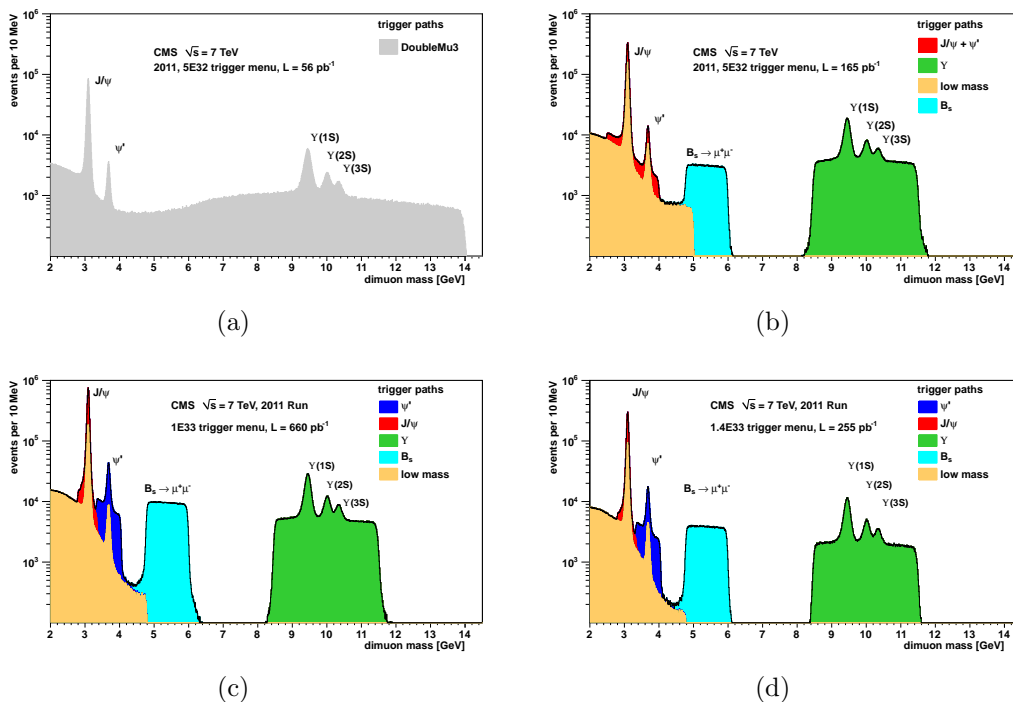 trigger paths
DoubleMu3
CMS √s = 7 TeV
2011, 5E32 trigger menu, L = 56 pb⁻¹
J/ψ
ψ'
Υ(1S)
Υ(2S)
Υ(3S)
events per 10 MeV
10⁶
10⁵
10⁴
10³
2 3 4 5 6 7 8 9 10 11 12 13 14
dimuon mass [GeV]
(a)
trigger paths
J/ψ + ψ'
Υ
low mass
B_s
CMS √s = 7 TeV
2011, 5E32 trigger menu, L = 165 pb⁻¹
J/ψ
ψ'
B_s → μ⁺μ⁻
Υ(1S)
Υ(2S)
Υ(3S)
events per 10 MeV
10⁶
10⁵
10⁴
10³
2 3 4 5 6 7 8 9 10 11 12 13 14
dimuon mass [GeV]
(b)
trigger paths
ψ'
J/ψ
Υ
B_s
low mass
CMS √s = 7 TeV, 2011 Run
1E33 trigger menu, L = 660 pb⁻¹
J/ψ
ψ'
B_s → μ⁺μ⁻
Υ(1S)
Υ(2S)
Υ(3S)
events per 10 MeV
10⁶
10⁵
10⁴
10³
2 3 4 5 6 7 8 9 10 11 12 13 14
dimuon mass [GeV]
(c)
trigger paths
ψ'
J/ψ
Υ
B_s
low mass
CMS √s = 7 TeV, 2011 Run
1.4E33 trigger menu, L = 255 pb⁻¹
J/ψ
ψ'
B_s → μ⁺μ⁻
Υ(1S)
Υ(2S)
Υ(3S)
events per 10 MeV
10⁶
10⁵
10⁴
10³
2 3 4 5 6 7 8 9 10 11 12 13 14
dimuon mass [GeV]
(d)